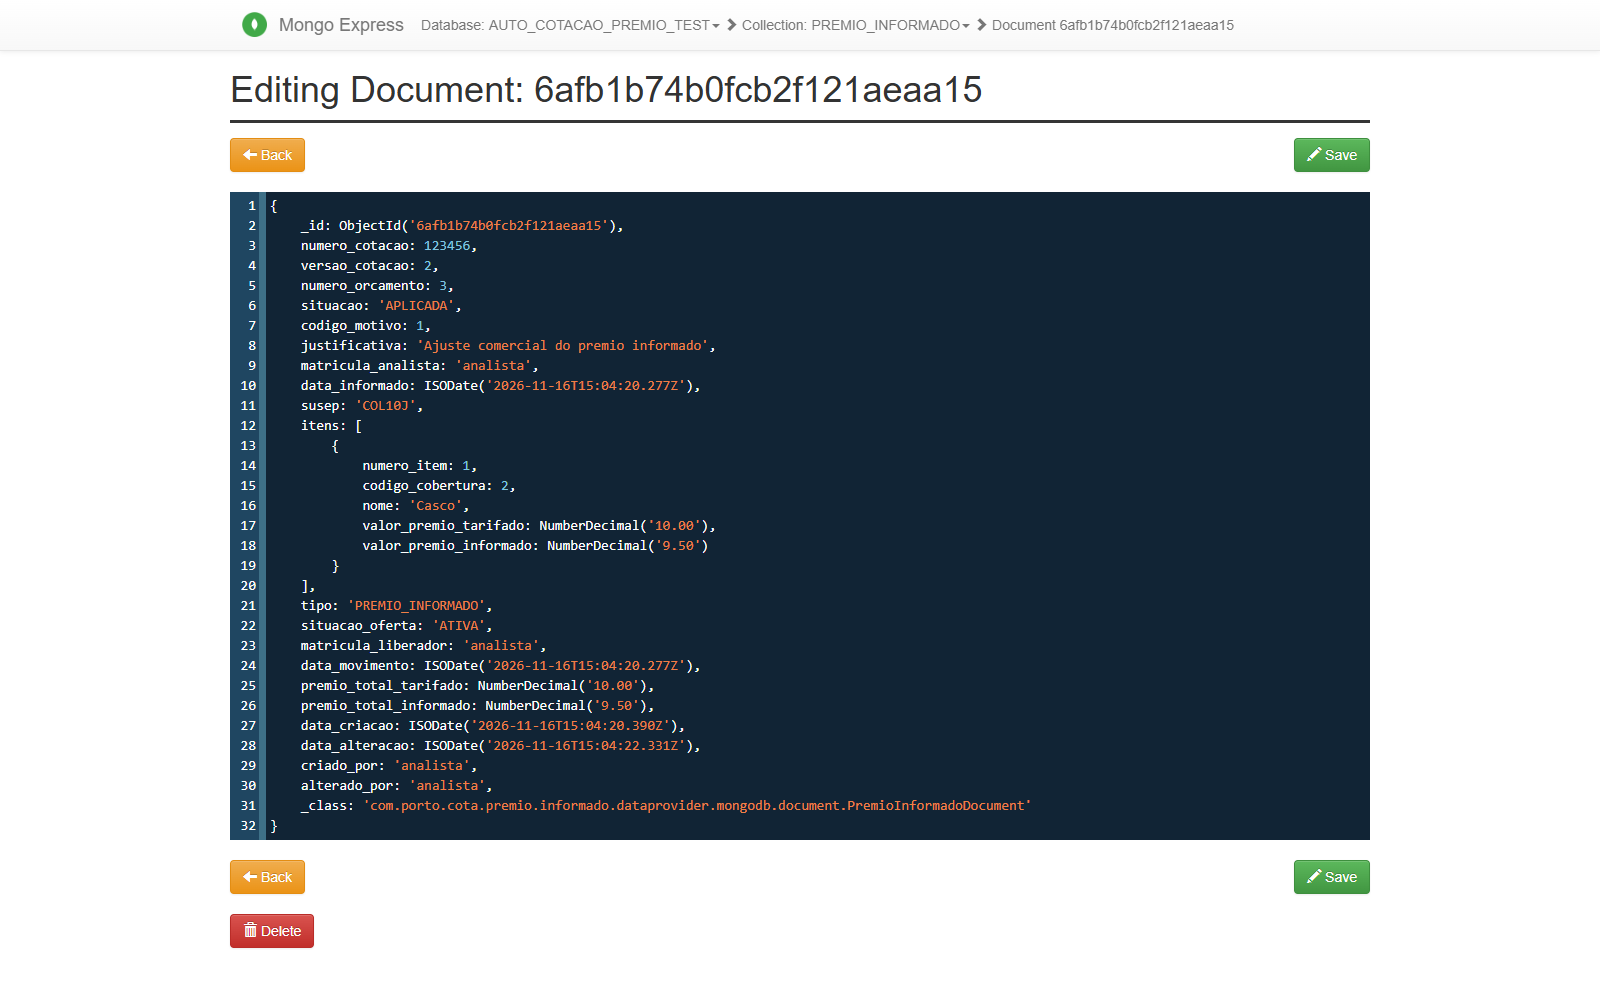 Mongo Express Database: AUTO_COTACAO_PREMIO_TEST Collection: PREMIO_INFORMADO Document 6afb1b74b0fcb2f121aeaa15
Editing Document: 6afb1b74b0fcb2f121aeaa15
Back Save
1 {
2 _id: ObjectId('6afb1b74b0fcb2f121aeaa15'),
3 numero_cotacao: 123456,
4 versao_cotacao: 2,
5 numero_orcamento: 3,
6 situacao: 'APLICADA',
7 codigo_motivo: 1,
8 justificativa: 'Ajuste comercial do premio informado',
9 matricula_analista: 'analista',
10 data_informado: ISODate('2026-11-16T15:04:20.277Z'),
11 susep: 'COL10J',
12 itens: [
13 {
14 numero_item: 1,
15 codigo_cobertura: 2,
16 nome: 'Casco',
17 valor_premio_tarifado: NumberDecimal('10.00'),
18 valor_premio_informado: NumberDecimal('9.50')
19 }
20 ],
21 tipo: 'PREMIO_INFORMADO',
22 situacao_oferta: 'ATIVA',
23 matricula_liberador: 'analista',
24 data_movimento: ISODate('2026-11-16T15:04:20.277Z'),
25 premio_total_tarifado: NumberDecimal('10.00'),
26 premio_total_informado: NumberDecimal('9.50'),
27 data_criacao: ISODate('2026-11-16T15:04:20.390Z'),
28 data_alteracao: ISODate('2026-11-16T15:04:22.331Z'),
29 criado_por: 'analista',
30 alterado_por: 'analista',
31 _class: 'com.porto.cota.premio.informado.dataprovider.mongodb.document.PremioInformadoDocument'
32 }
Back Save
Delete